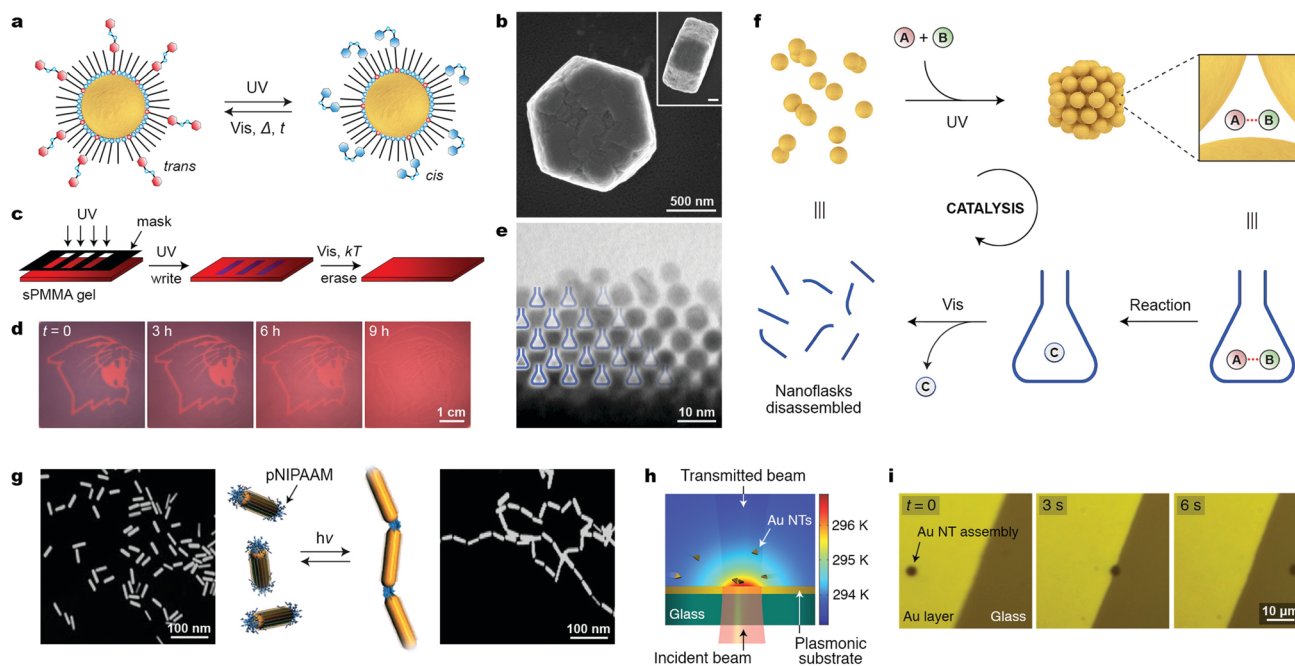 a
UV
Vis, Δ, t
trans
cis
b
500 nm
c
UV
mask
UV
write
Vis, kT
erase
sPMMA gel
d
t = 0
3 h
6 h
9 h
1 cm
e
10 nm
f
A + B
UV
A B
CATALYSIS
Vis
C
Nanoflasks
disassembled
C
Reaction
A B
g
100 nm
pNIPAAM
hν
100 nm
h
Transmitted beam
Au NTs
296 K
295 K
294 K
Glass
Incident beam
Plasmonic
substrate
i
t = 0
Au NT assembly
Au layer
Glass
3 s
6 s
10 μm